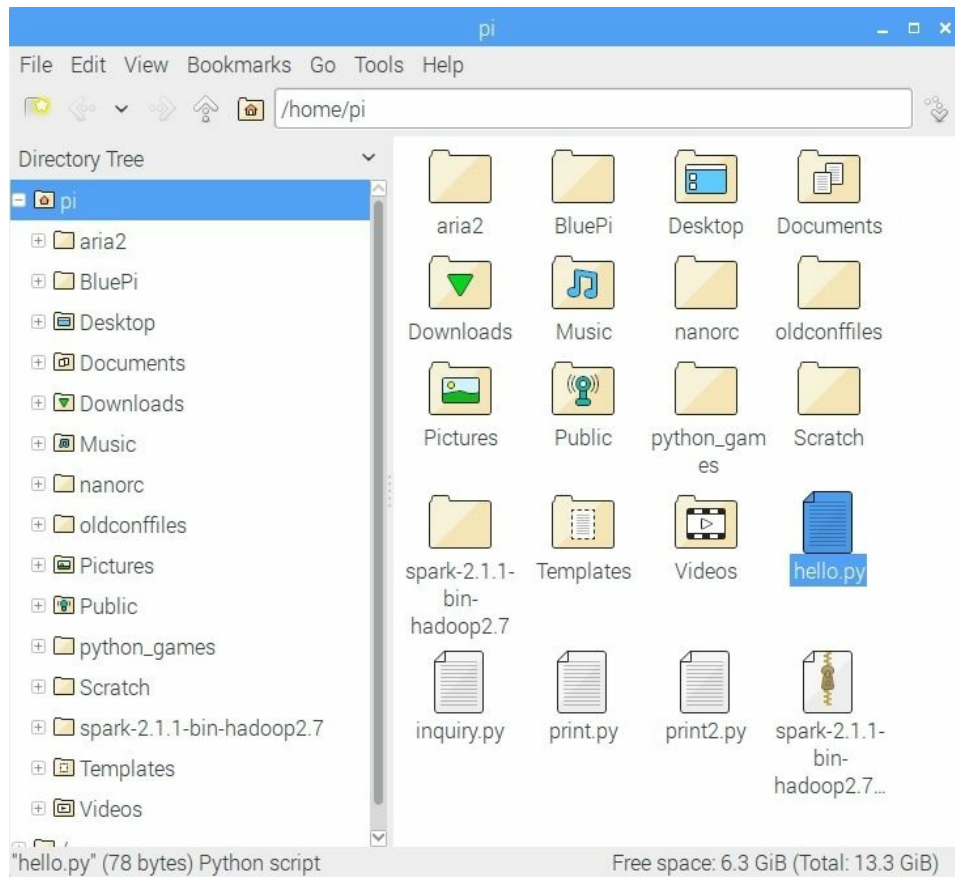 pi
File Edit View Bookmarks Go Tools Help
/home/pi
Directory Tree
pi
aria2
BluePi
Desktop
Documents
Downloads
Music
nanorc
oldconffiles
Pictures
Public
python_games
Scratch
spark-2.1.1-bin-hadoop2.7
Templates
Videos
/
aria2 BluePi Desktop Documents
Downloads Music nanorc oldconffiles
Pictures Public python_gam
es Scratch
spark-2.1.1-
bin-
hadoop2.7 Templates Videos hello.py
inquiry.py print.py print2.py spark-2.1.1-
bin-
hadoop2.7...
"hello.py" (78 bytes) Python script Free space: 6.3 GiB (Total: 13.3 GiB)